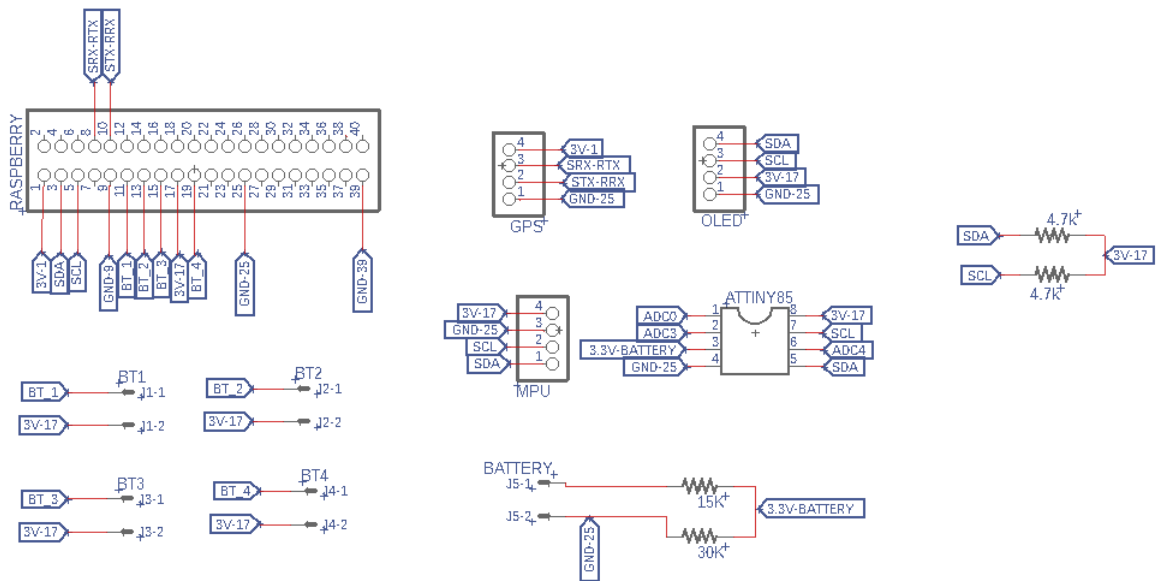 SRX-RTX
STX-RRX
RASPBERRY
2 4 6 8 10 12 14 16 18 20 22 24 26 28 30 32 34 36 38 40
1 3 5 7 9 11 13 15 17 19 21 23 25 27 29 31 33 35 37 39
3V-1
SDA
SCL
GND-9
BT_1
BT_2
BT_3
3V-17
BT_4
GND-25
GND-39
4 3V-1
3 SRX-RTX
2 STX-RRX
1 GND-25
GPS
4 SDA
3 SCL
2 3V-17
1 GND-25
OLED
SDA 4.7k
3V-17
SCL 4.7k
3V-17 4
GND-25 3
SCL 2
SDA 1
MPU
ATTINY85
ADC0 1 8 3V-17
ADC3 2 7 SCL
3.3V-BATTERY 3 6 ADC4
GND-25 4 5 SDA
BT1
BT_1 J1-1
3V-17 J1-2
BT2
BT_2 J2-1
3V-17 J2-2
BT3
BT_3 J3-1
3V-17 J3-2
BT4
BT_4 J4-1
3V-17 J4-2
BATTERY
J5-1 15K
3.3V-BATTERY
J5-2 30K
GND-25